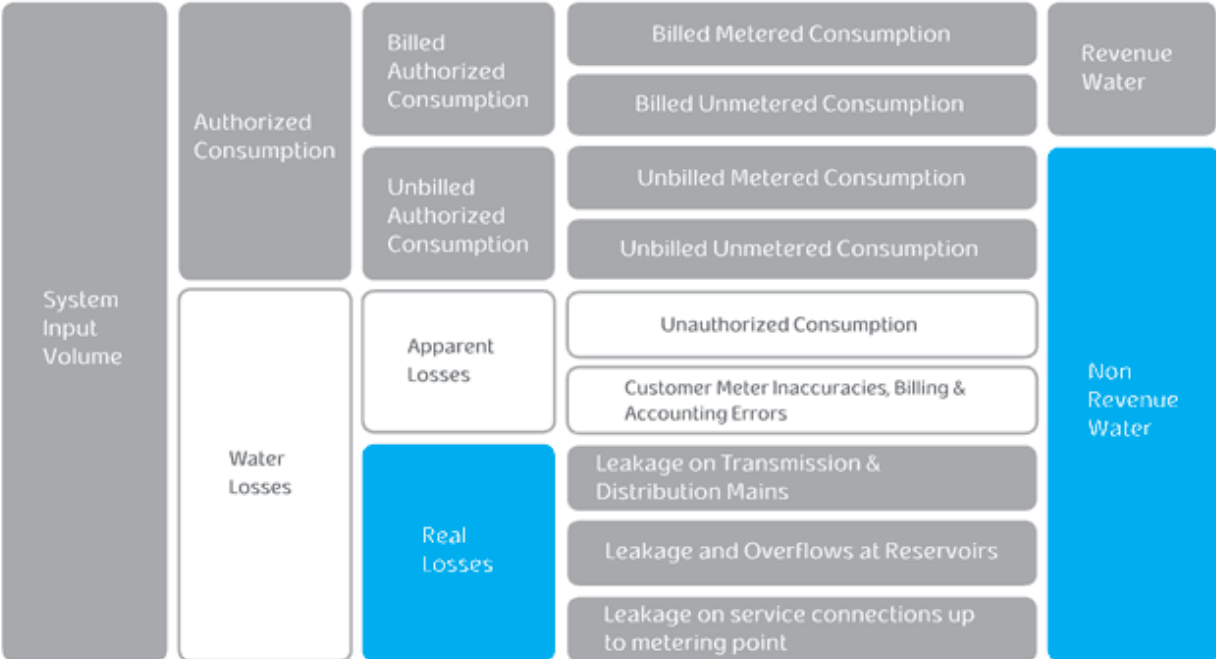 System
Input
Volume
Authorized
Consumption
Water
Losses
Billed
Authorized
Consumption
Unbilled
Authorized
Consumption
Apparent
Losses
Real
Losses
Billed Metered Consumption
Billed Unmetered Consumption
Unbilled Metered Consumption
Unbilled Unmetered Consumption
Unauthorized Consumption
Customer Meter Inaccuracies, Billing &
Accounting Errors
Leakage on Transmission &
Distribution Mains
Leakage and Overflows at Reservoirs
Leakage on service connections up
to metering point
Revenue
Water
Non
Revenue
Water